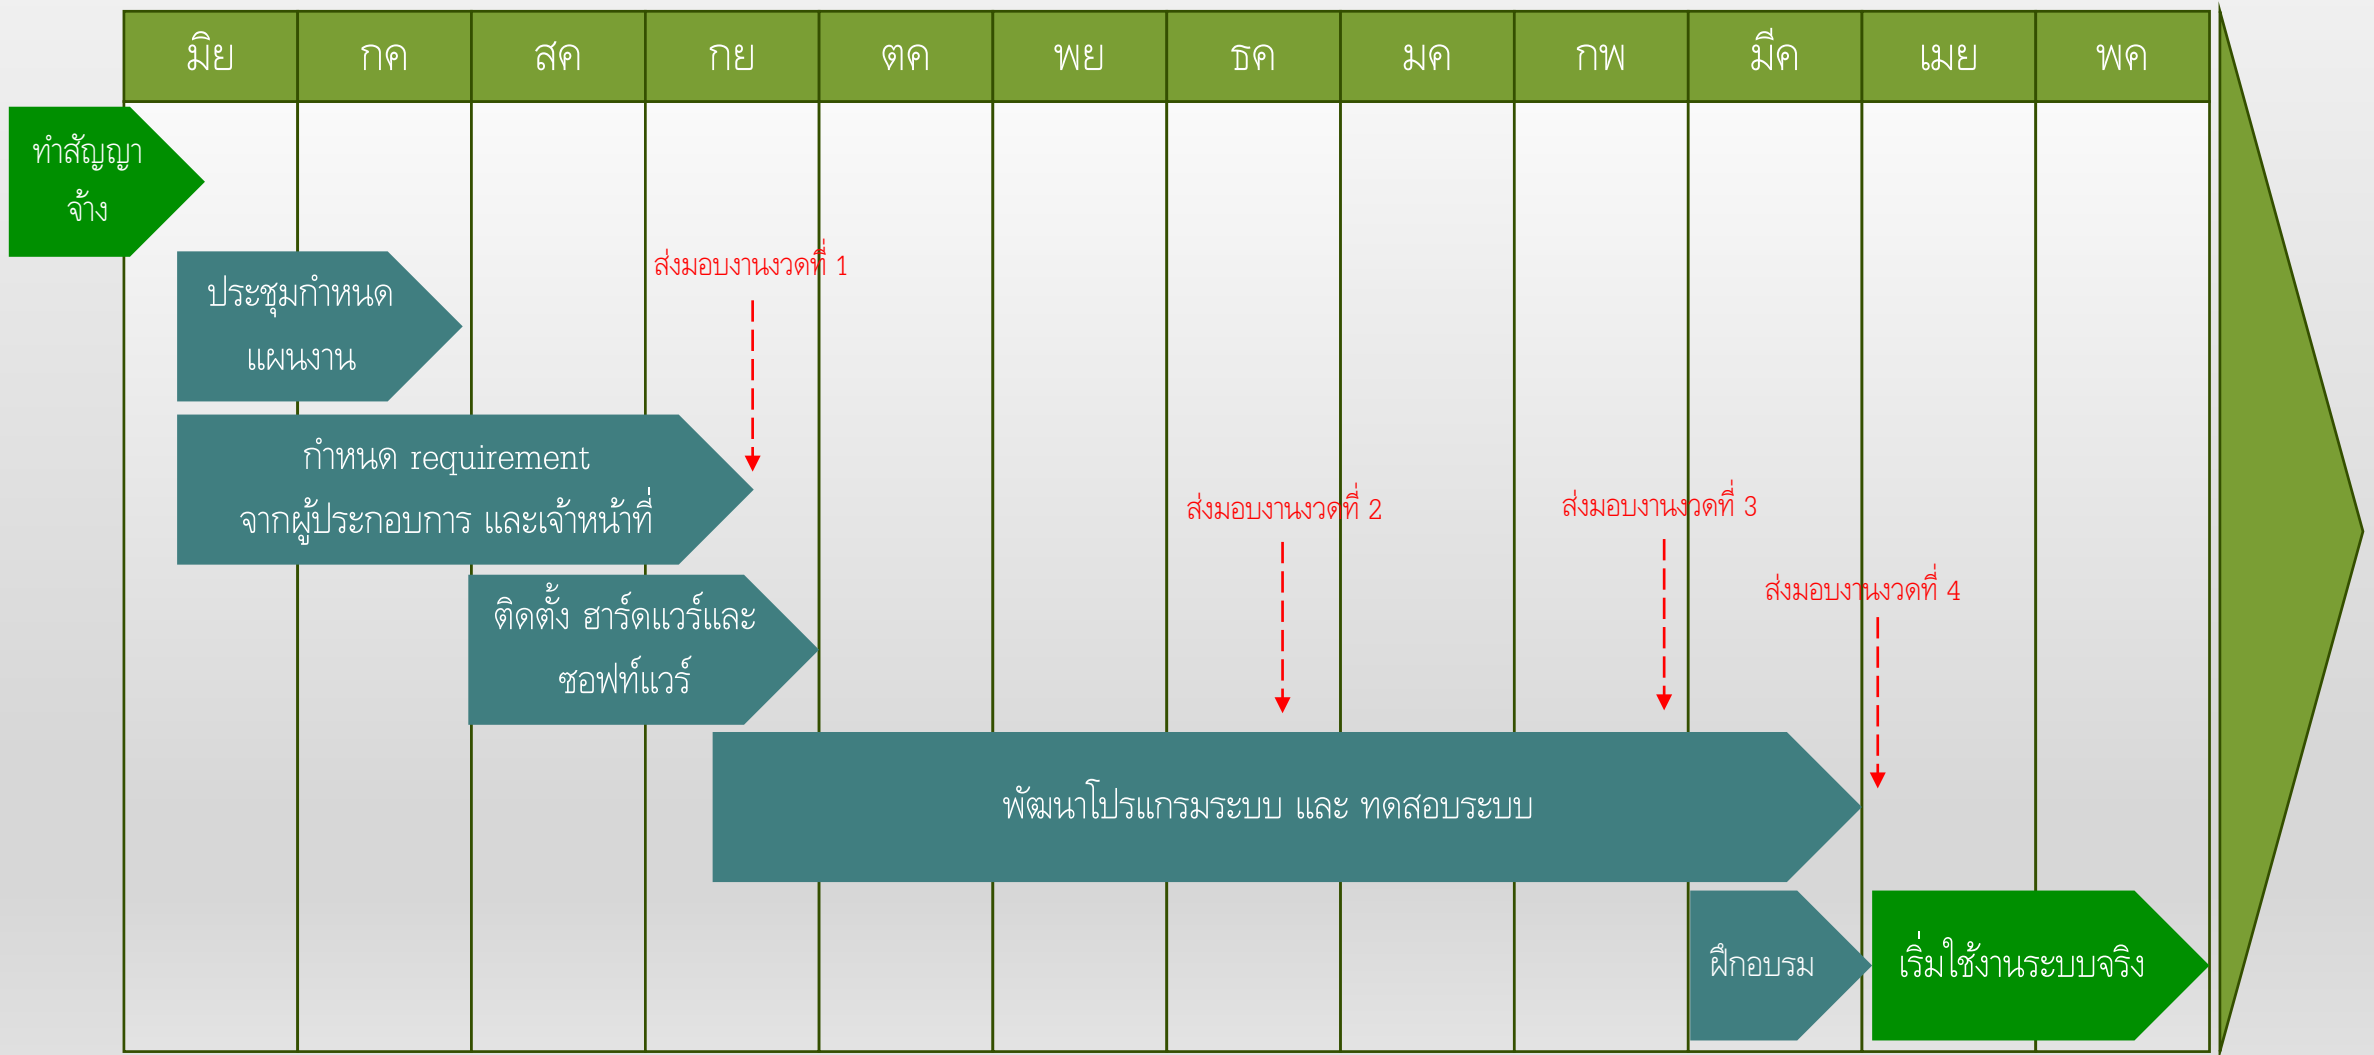 มิย กค สค กย ตค พย ธค มค กพ มีค เมย พค
ทำสัญญา
จ้าง
ประชุมกำหนด
แผนงาน
ส่งมอบงานงวดที่ 1
กำหนด requirement
จากผู้ประกอบการ และเจ้าหน้าที่
ส่งมอบงานงวดที่ 2
ส่งมอบงานงวดที่ 3
ส่งมอบงานงวดที่ 4
ติดตั้ง ฮาร์ดแวร์และ
ซอฟท์แวร์
พัฒนาโปรแกรมระบบ และ ทดสอบระบบ
ฝึกอบรม
เริ่มใช้งานระบบจริง